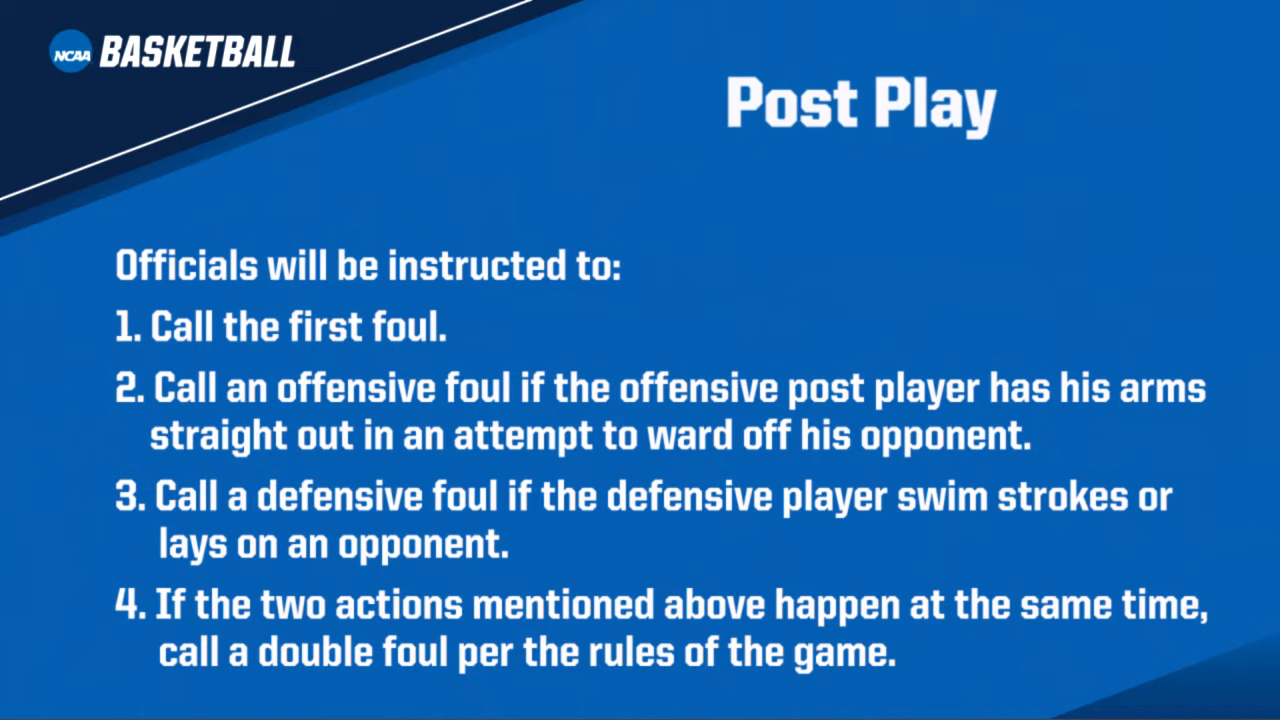 NCAA BASKETBALL
Post Play
Officials will be instructed to:
1. Call the first foul.
2. Call an offensive foul if the offensive post player has his arms
straight out in an attempt to ward off his opponent.
3. Call a defensive foul if the defensive player swim strokes or
lays on an opponent.
4. If the two actions mentioned above happen at the same time,
call a double foul per the rules of the game.